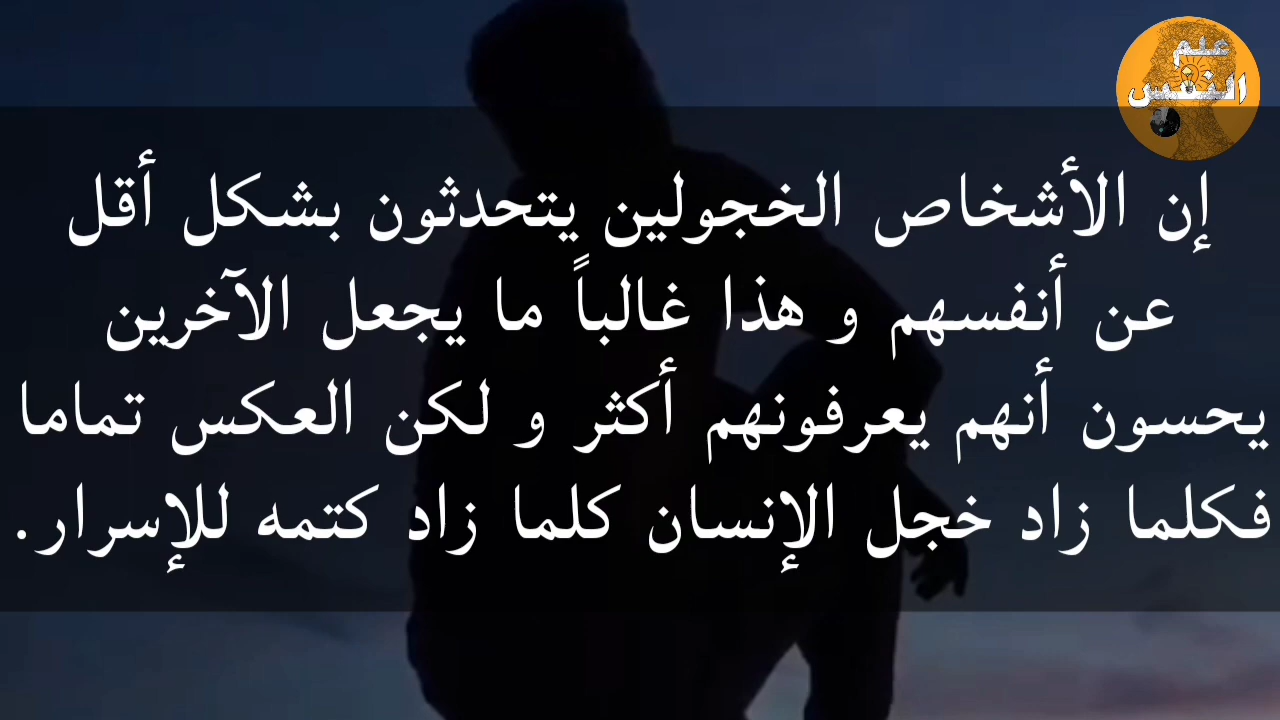 علم
النفس
إن الأشخاص الخجولين يتحدثون بشكل أقل
عن أنفسهم و هذا غالباً ما يجعل الآخرين
يحسون أنهم يعرفونهم أكثر و لكن العكس تماما
فكلما زاد خجل الإنسان كلما زاد كتمه للإسرار.